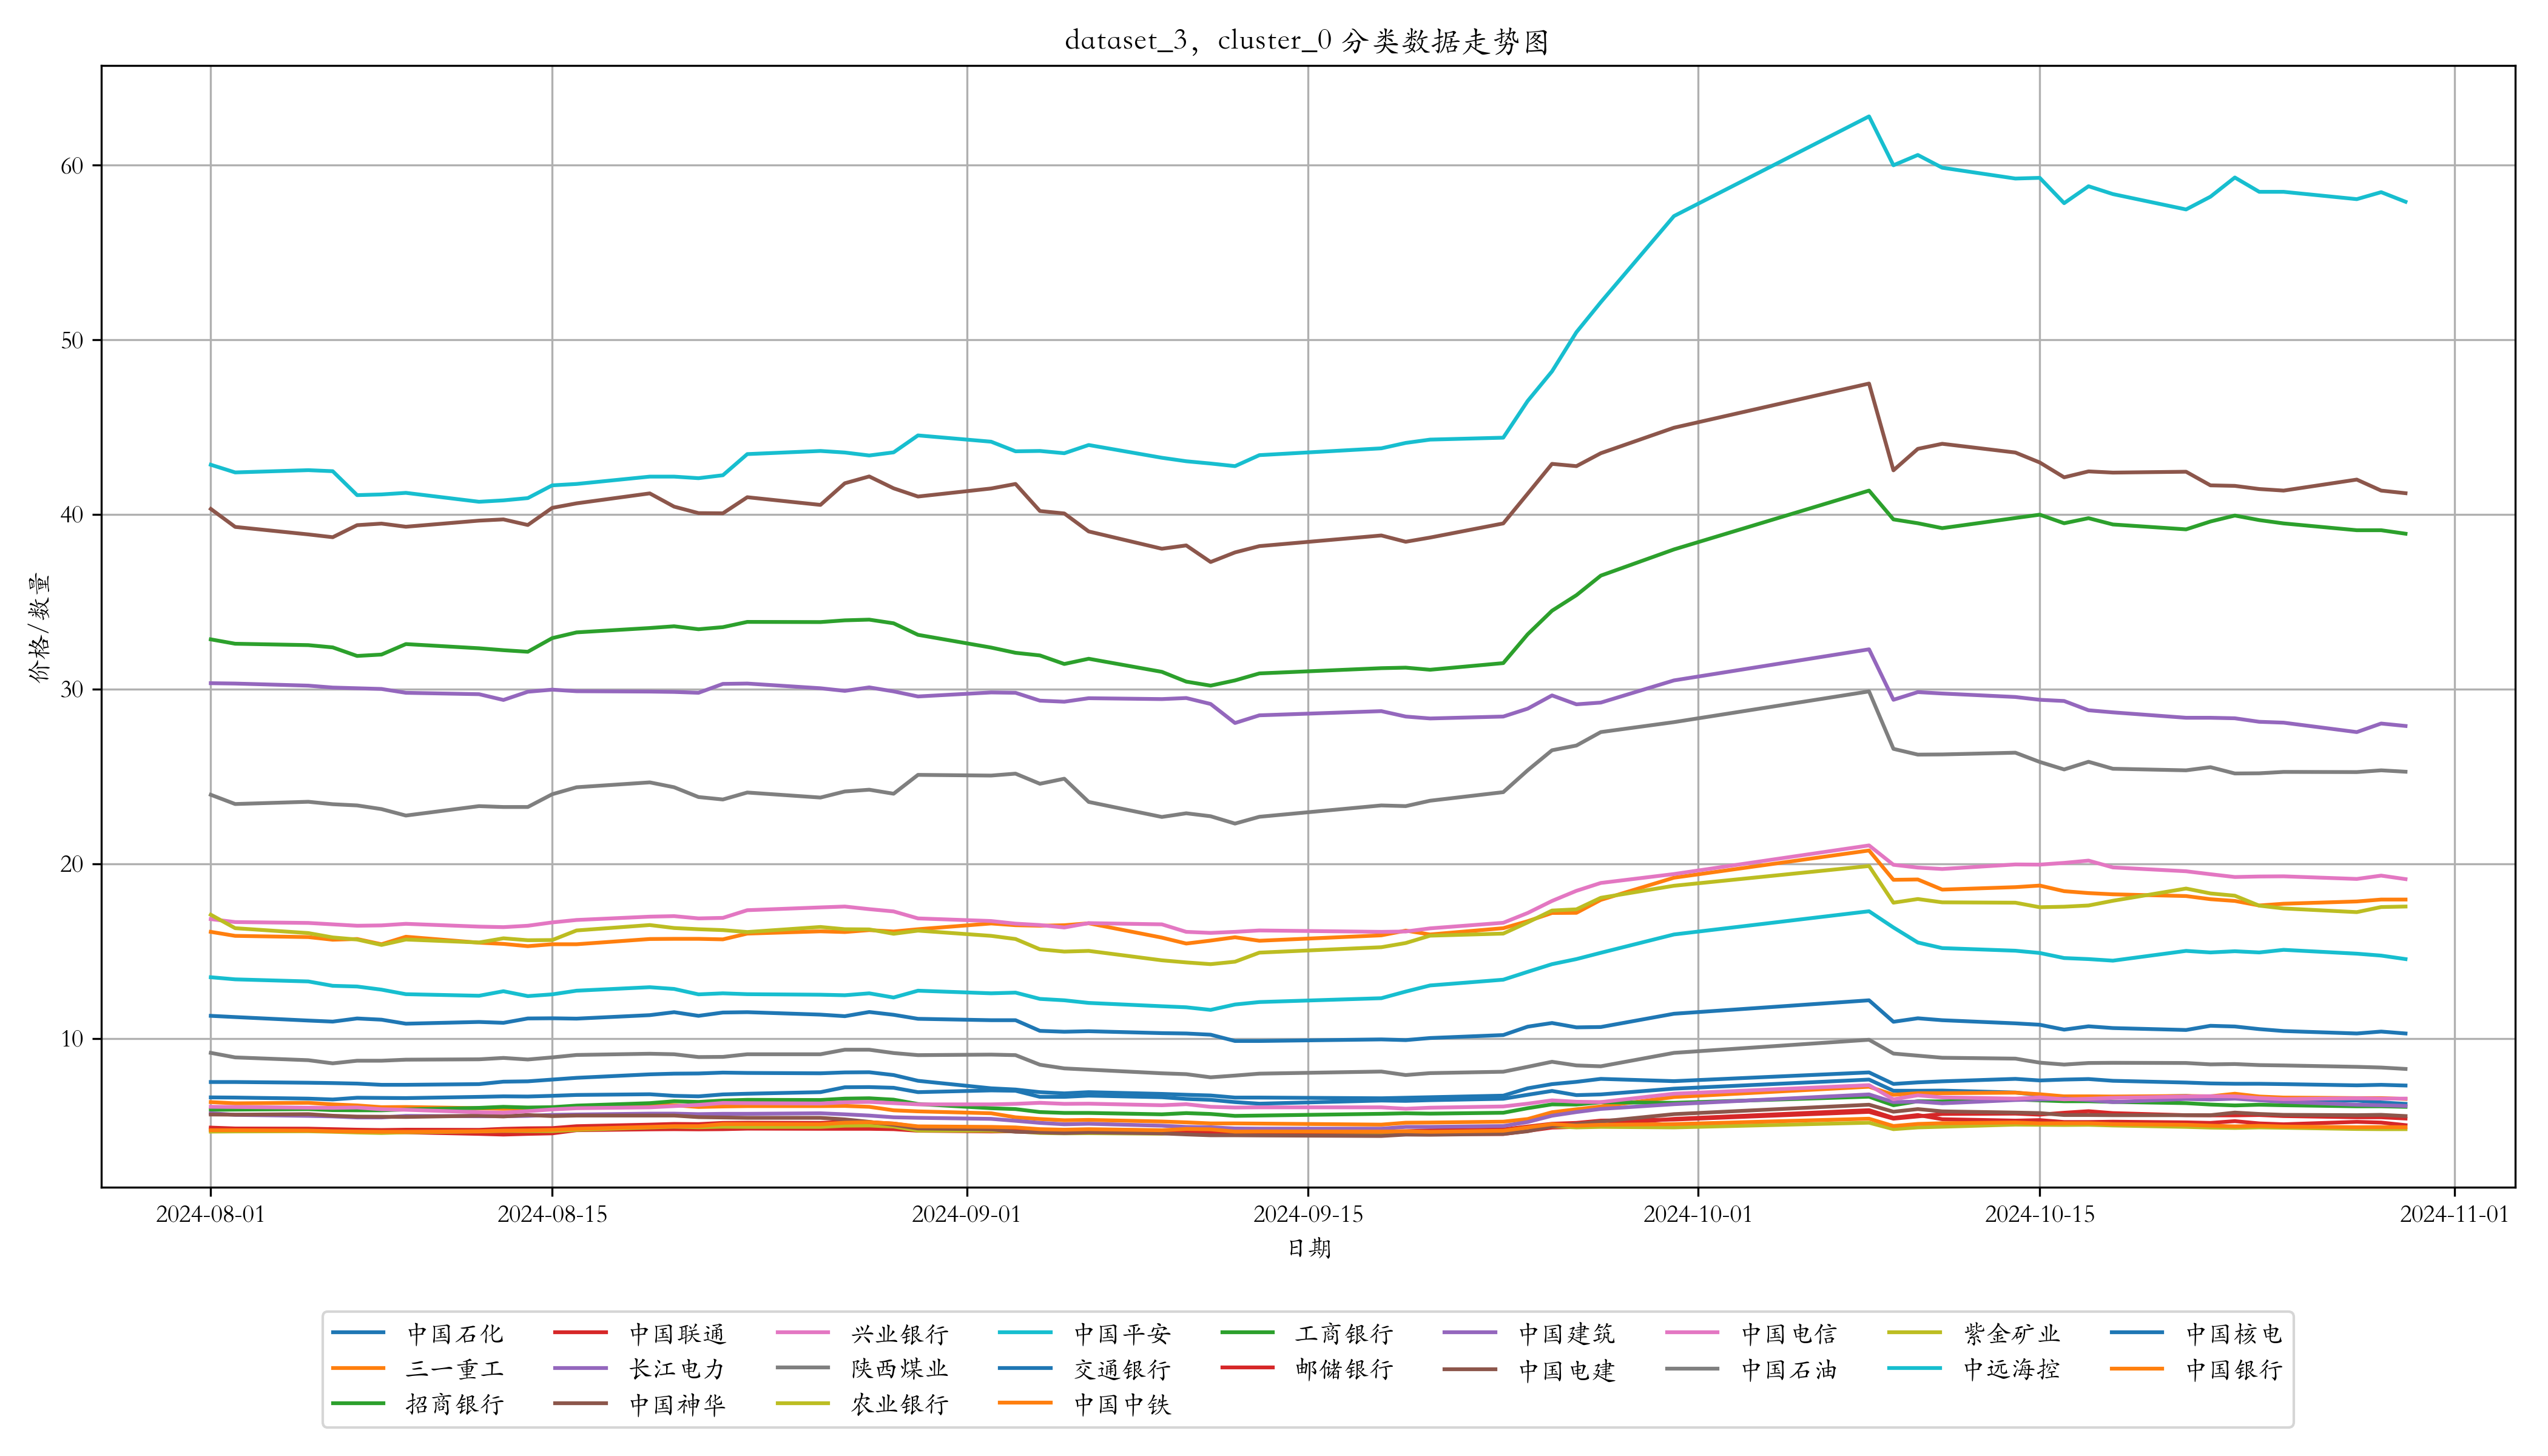 dataset_3，cluster_0 分类数据走势图
价格/数量
60
50
40
30
20
10
2024-08-01 2024-08-15 2024-09-01 2024-09-15 2024-10-01 2024-10-15 2024-11-01
日期
中国石化 中国联通 兴业银行 中国平安 工商银行 中国建筑 中国电信 紫金矿业 中国核电
三一重工 长江电力 陕西煤业 交通银行 邮储银行 中国电建 中国石油 中远海控 中国银行
招商银行 中国神华 农业银行 中国中铁